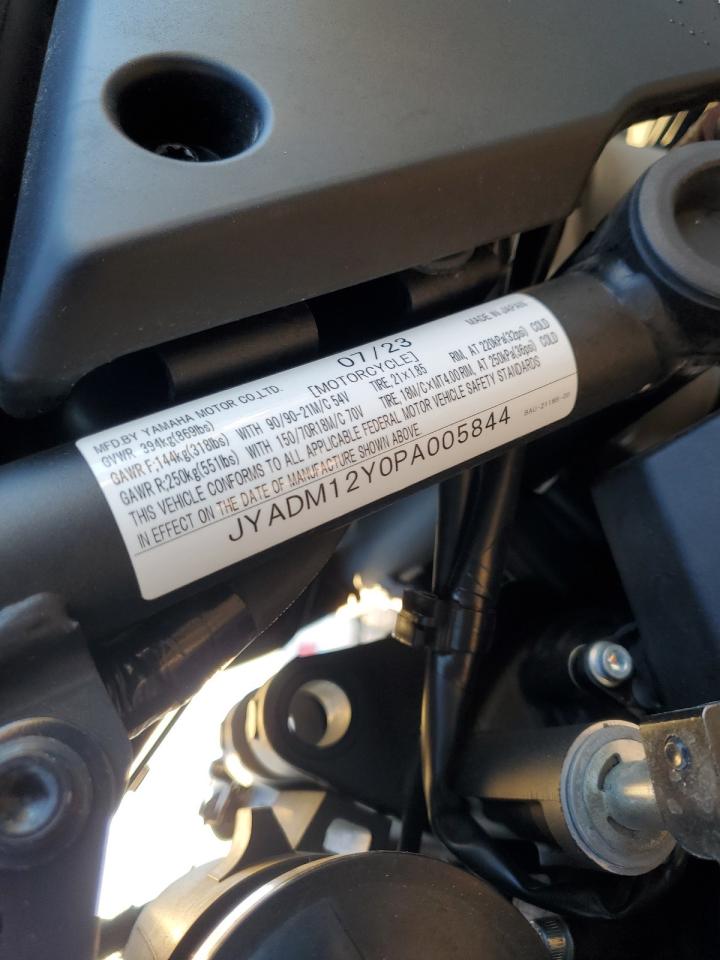 MFD.BY YAMAHA MOTOR CO.,LTD. 07/23 MADE IN JAPAN
GVWR 394kg(869lbs) [MOTORCYCLE]
GAWR F:144kg(318lbs) WITH 90/90-21M/C 54V TIRE, 21×1.85 RIM, AT 220kPa(32psi) COLD
GAWR R:250kg(551lbs) WITH 150/70R18M/C 70V TIRE, 18M/C×MT4.00 RIM, AT 250kPa(36psi) COLD
THIS VEHICLE CONFORMS TO ALL APPLICABLE FEDERAL MOTOR VEHICLE SAFETY STANDARDS
IN EFFECT ON THE DATE OF MANUFACTURE SHOWN ABOVE
JYADM12Y0PA005844